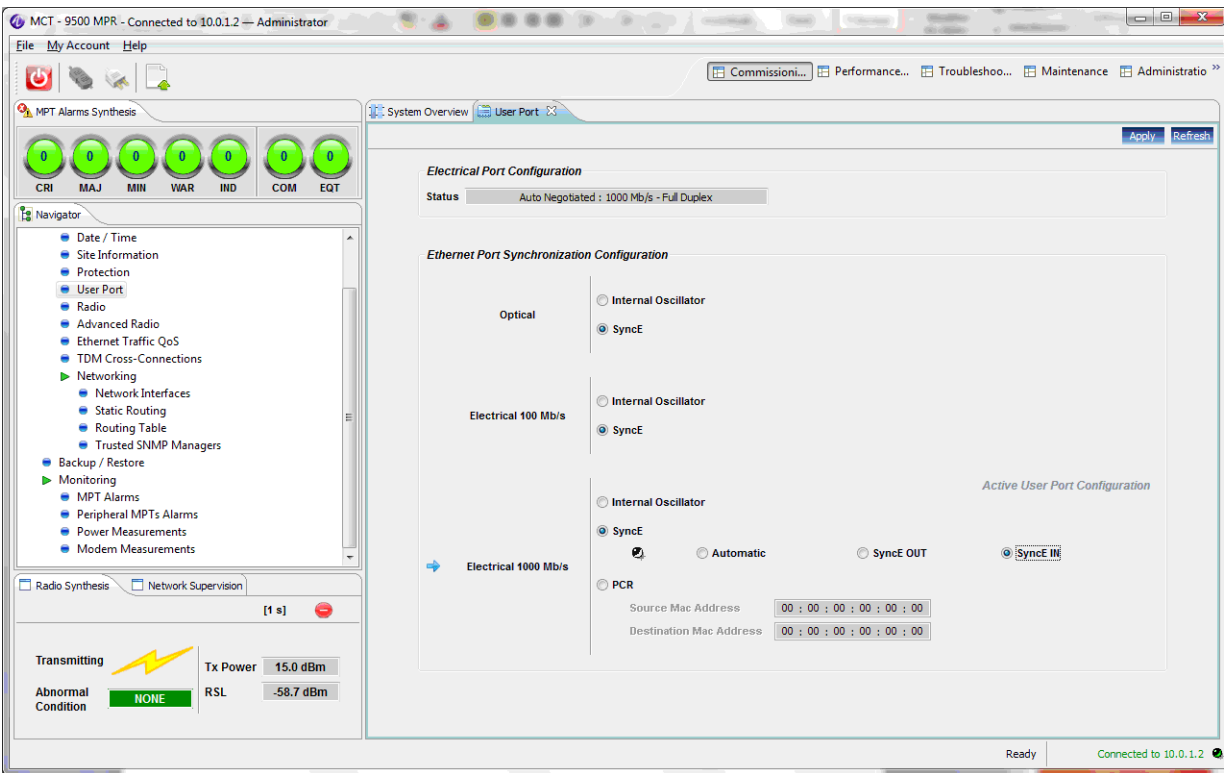 MCT - 9500 MPR - Connected to 10.0.1.2 — Administrator
File My Account Help
Commissioni... Performance... Troubleshoo... Maintenance Administratio »
MPT Alarms Synthesis
0 0 0 0 0 0 0
CRI MAJ MIN WAR IND COM EQT
Navigator
Date / Time
Site Information
Protection
User Port
Radio
Advanced Radio
Ethernet Traffic QoS
TDM Cross-Connections
Networking
Network Interfaces
Static Routing
Routing Table
Trusted SNMP Managers
Backup / Restore
Monitoring
MPT Alarms
Peripheral MPTs Alarms
Power Measurements
Modem Measurements
Radio Synthesis Network Supervision
[1 s]
Transmitting
Tx Power 15.0 dBm
Abnormal
Condition
NONE
RSL -58.7 dBm
System Overview User Port
Apply Refresh
Electrical Port Configuration
Status Auto Negotiated : 1000 Mb/s - Full Duplex
Ethernet Port Synchronization Configuration
Optical
Internal Oscillator
SyncE
Electrical 100 Mb/s
Internal Oscillator
SyncE
Active User Port Configuration
Electrical 1000 Mb/s
Internal Oscillator
SyncE
Automatic SyncE OUT SyncE IN
PCR
Source Mac Address 00 : 00 : 00 : 00 : 00 : 00
Destination Mac Address 00 : 00 : 00 : 00 : 00 : 00
Ready Connected to 10.0.1.2